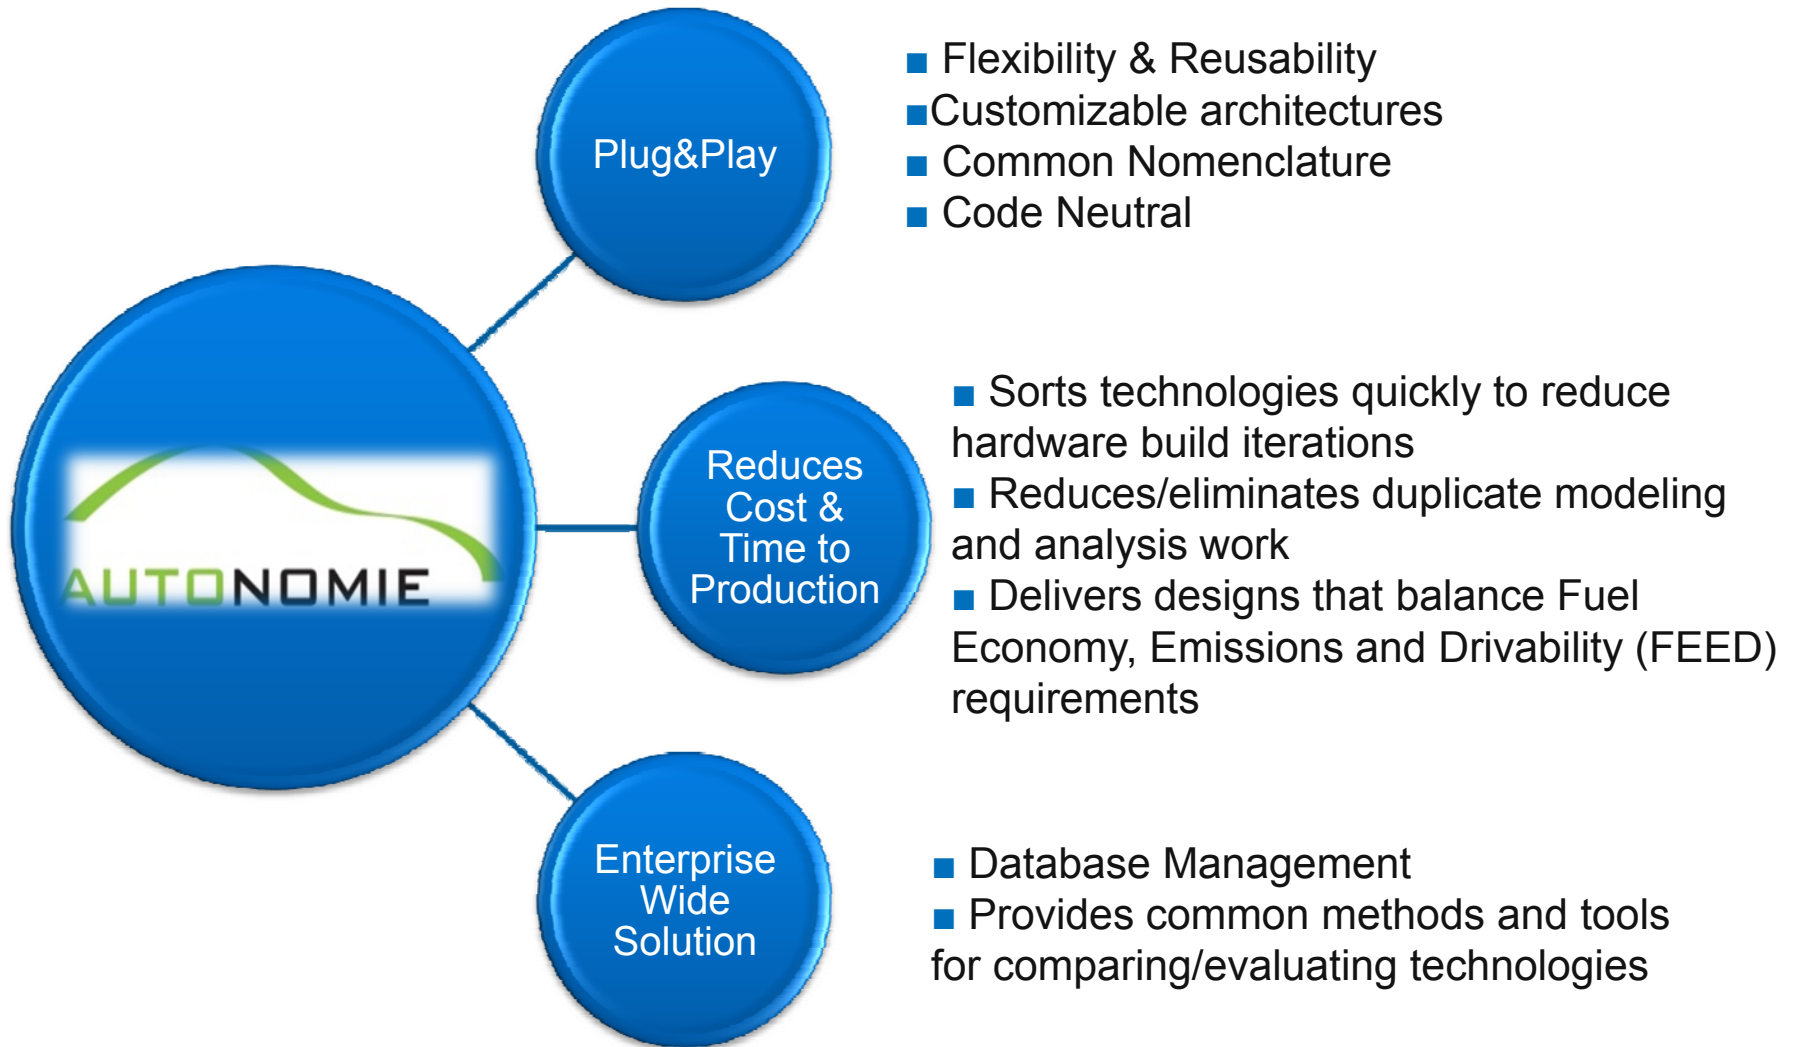 Plug&Play
■ Flexibility & Reusability
■Customizable architectures
■ Common Nomenclature
■ Code Neutral
AUTONOMIE
Reduces
Cost &
Time to
Production
■ Sorts technologies quickly to reduce
hardware build iterations
■ Reduces/eliminates duplicate modeling
and analysis work
■ Delivers designs that balance Fuel
Economy, Emissions and Drivability (FEED)
requirements
Enterprise
Wide
Solution
■ Database Management
■ Provides common methods and tools
for comparing/evaluating technologies